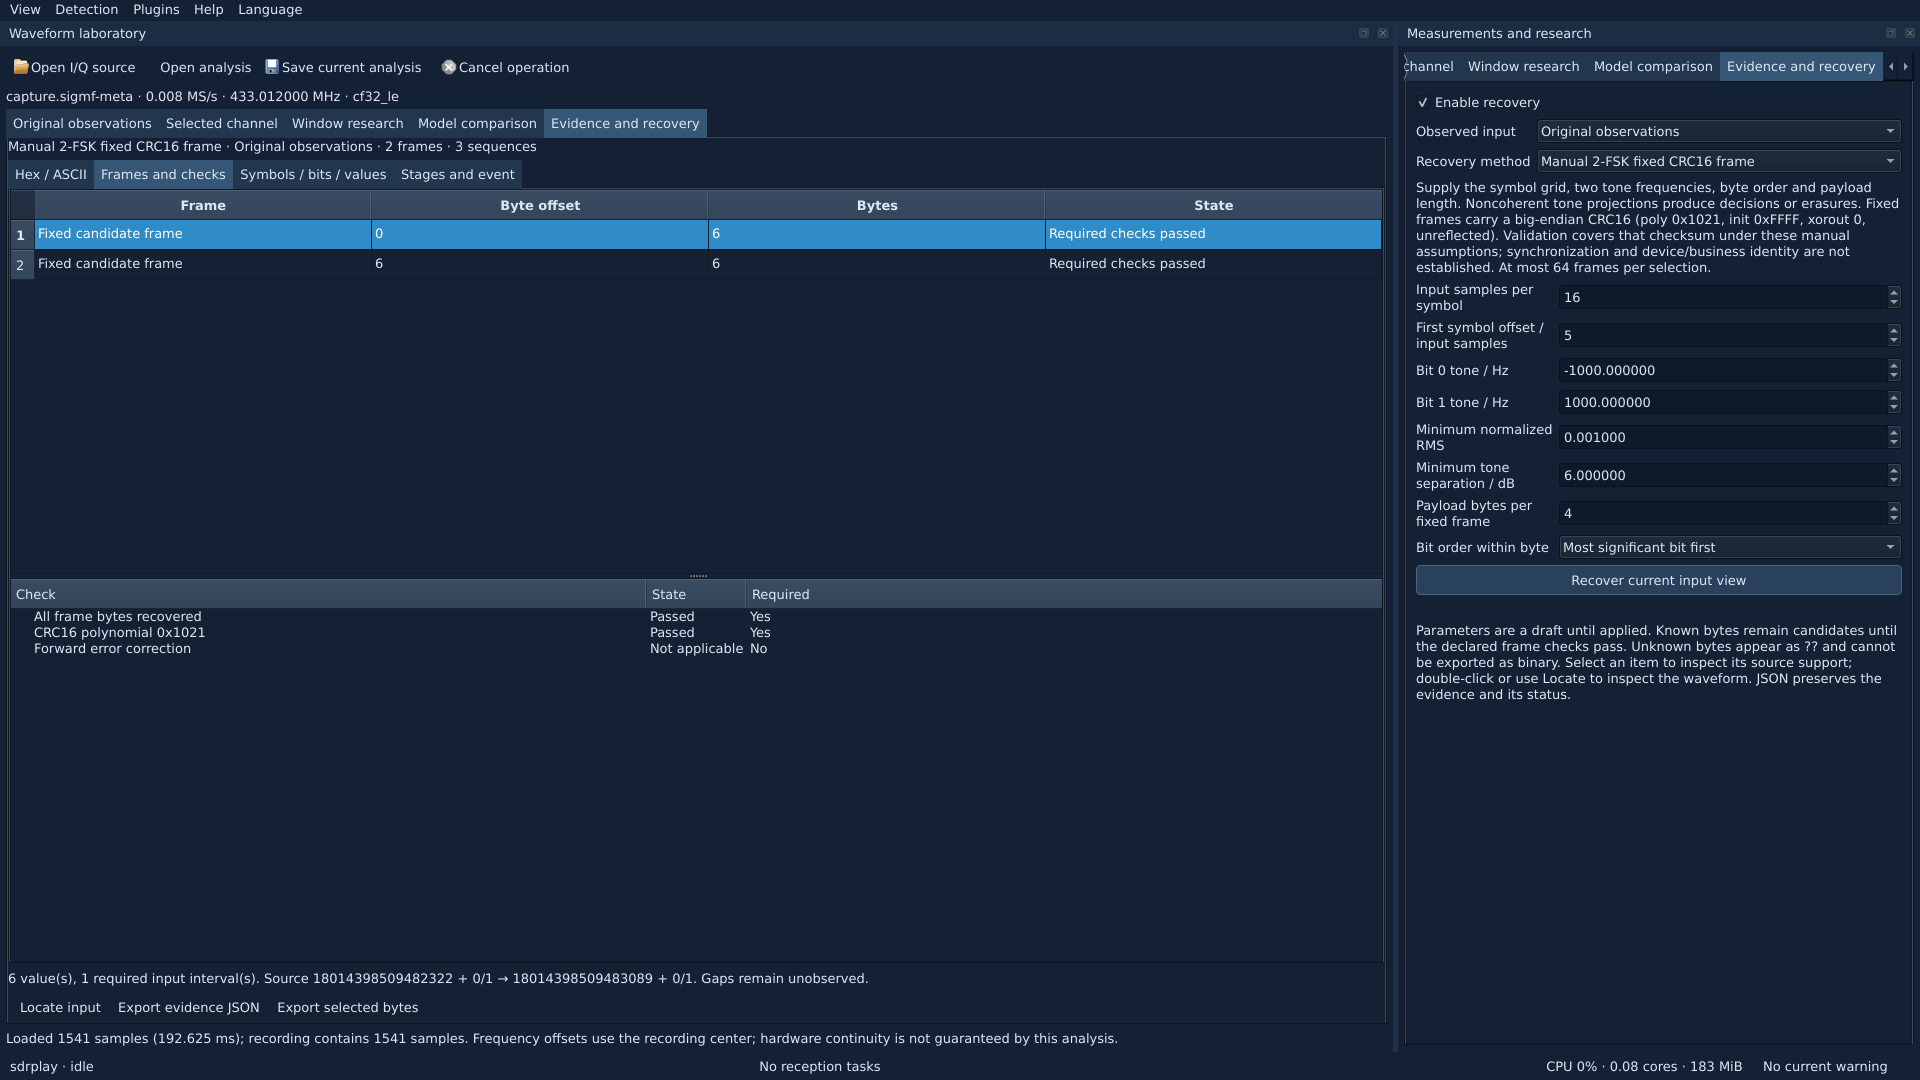 View Detection Plugins Help Language
Waveform laboratory
Open I/Q source Open analysis Save current analysis Cancel operation
capture.sigmf-meta · 0.008 MS/s · 433.012000 MHz · cf32_le
Original observations Selected channel Window research Model comparison Evidence and recovery
Manual 2-FSK fixed CRC16 frame · Original observations · 2 frames · 3 sequences
Hex / ASCII Frames and checks Symbols / bits / values Stages and event
Frame Byte offset Bytes State
1 Fixed candidate frame 0 6 Required checks passed
2 Fixed candidate frame 6 6 Required checks passed
Check State Required
All frame bytes recovered Passed Yes
CRC16 polynomial 0x1021 Passed Yes
Forward error correction Not applicable No
6 value(s), 1 required input interval(s). Source 18014398509482322 + 0/1 → 18014398509483089 + 0/1. Gaps remain unobserved.
Locate input Export evidence JSON Export selected bytes
Loaded 1541 samples (192.625 ms); recording contains 1541 samples. Frequency offsets use the recording center; hardware continuity is not guaranteed by this analysis.
Measurements and research
channel Window research Model comparison Evidence and recovery
Enable recovery
Observed input Original observations
Recovery method Manual 2-FSK fixed CRC16 frame
Supply the symbol grid, two tone frequencies, byte order and payload
length. Noncoherent tone projections produce decisions or erasures. Fixed
frames carry a big-endian CRC16 (poly 0x1021, init 0xFFFF, xorout 0,
unreflected). Validation covers that checksum under these manual
assumptions; synchronization and device/business identity are not
established. At most 64 frames per selection.
Input samples per
symbol
16
First symbol offset /
input samples
5
Bit 0 tone / Hz -1000.000000
Bit 1 tone / Hz 1000.000000
Minimum normalized
RMS
0.001000
Minimum tone
separation / dB
6.000000
Payload bytes per
fixed frame
4
Bit order within byte Most significant bit first
Recover current input view
Parameters are a draft until applied. Known bytes remain candidates until
the declared frame checks pass. Unknown bytes appear as ?? and cannot
be exported as binary. Select an item to inspect its source support;
double-click or use Locate to inspect the waveform. JSON preserves the
evidence and its status.
sdrplay · idle No reception tasks CPU 0% · 0.08 cores · 183 MiB No current warning